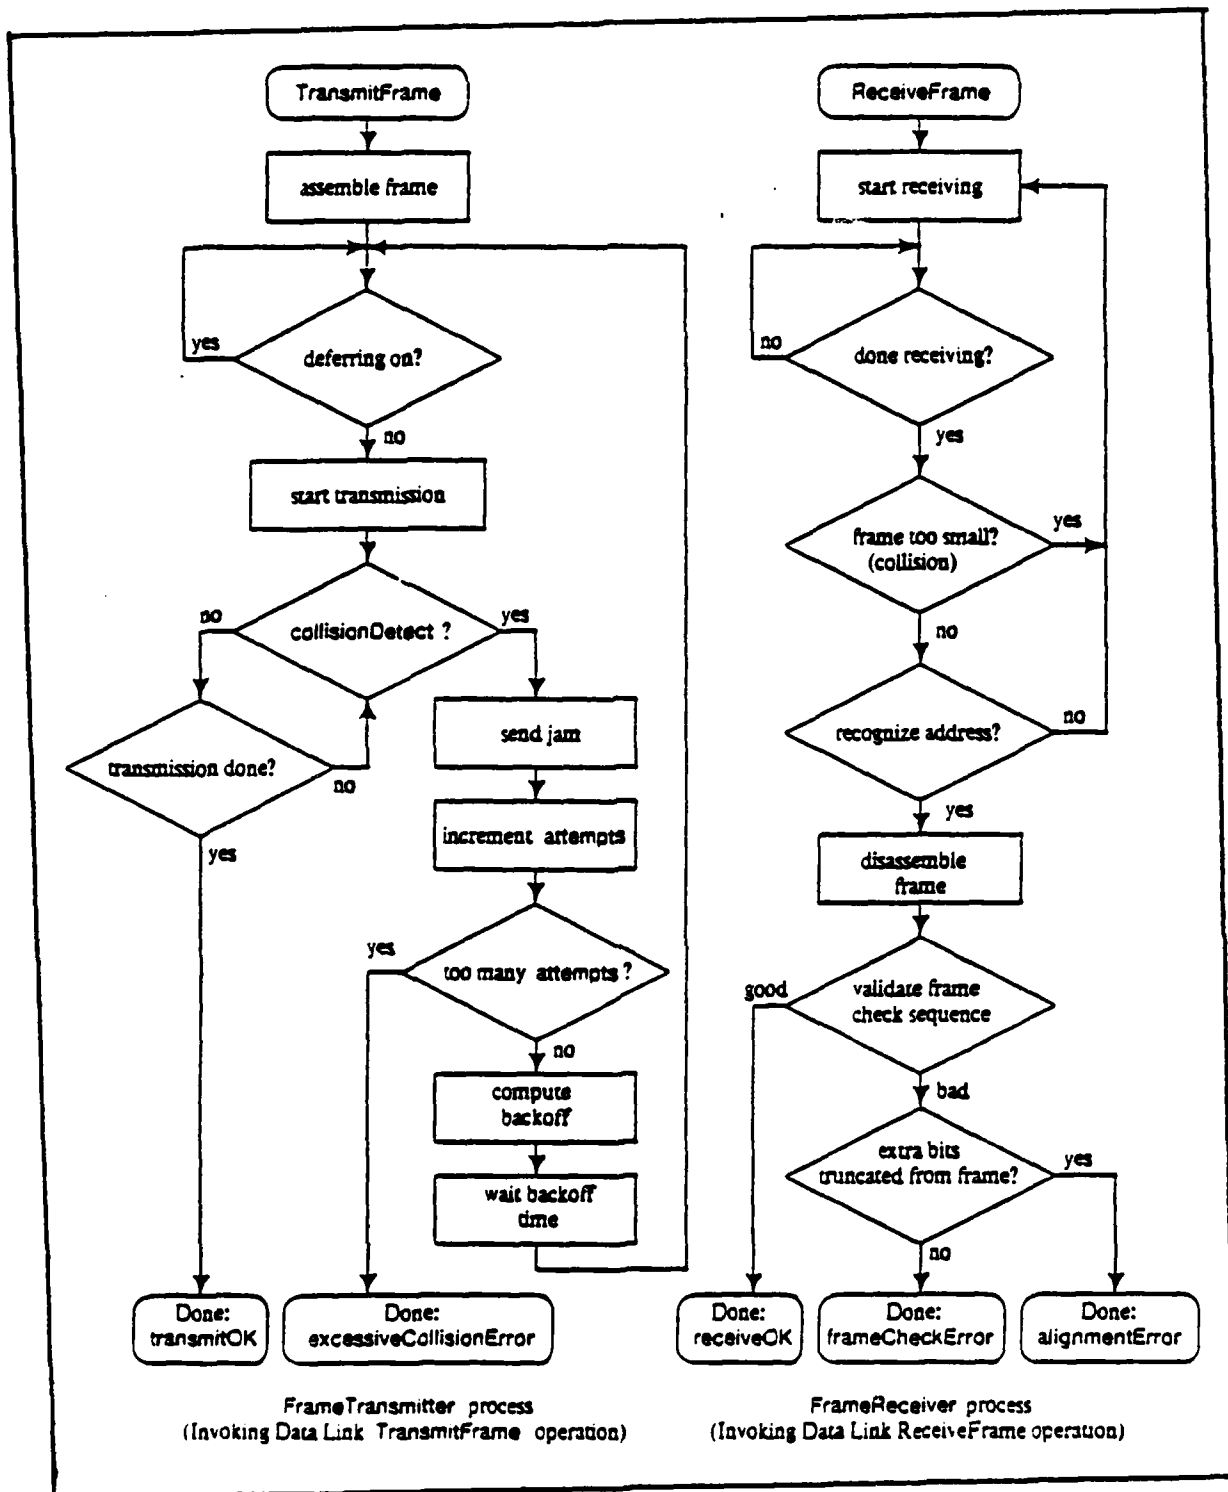 TransmitFrame
assemble frame
yes
deferring on?
no
start transmission
no
collisionDetect ?
yes
transmission done?
no
yes
send jam
increment attempts
yes
too many attempts ?
no
compute
backoff
wait backoff
time
Done:
transmitOK
Done:
excessiveCollisionError
FrameTransmitter process
(Invoking Data Link TransmitFrame operation)
ReceiveFrame
start receiving
no
done receiving?
yes
frame too small?
(collision)
yes
no
recognize address?
no
yes
disassemble
frame
good
validate frame
check sequence
bad
extra bits
truncated from frame?
yes
no
Done:
receiveOK
Done:
frameCheckError
Done:
alignmentError
FrameReceiver process
(Invoking Data Link ReceiveFrame operation)